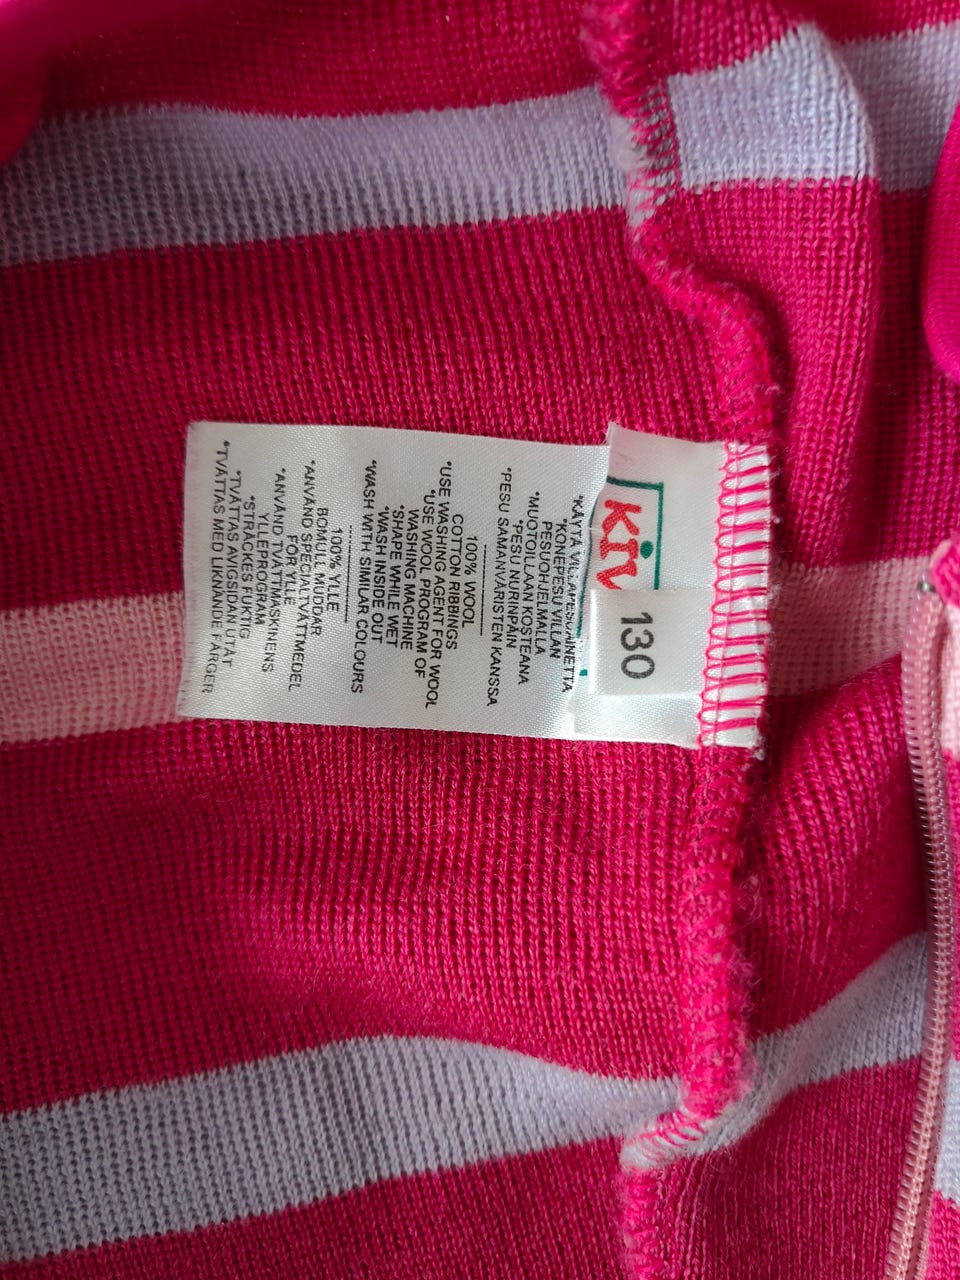 130
*KÄYTÄ
*KONEPESU VILLAN
PESUOHJELMALLA
*MUOTOILLAAN KOSTEANA
*PESU NURINPÄIN
*PESU SAMANVÄRISTEN KANSSA
100% WOOL
COTTON RIBBINGS
*USE WASHING AGENT FOR WOOL
*USE WOOL PROGRAM OF
WASHING MACHINE
*SHAPE WHILE WET
*WASH INSIDE OUT
*WASH WITH SIMILAR COLOURS
100% YLLE
BOMULL MUDDAR
*ANVÄND SPECIALTVÄTTMEDEL
FÖR YLLE
*ANVÄND TVÄTTMASKINENS
YLLEPROGRAM
*STRÄCKES FUKTIG
*TVÄTTAS AVIGSIDAN UTÅT
*TVÄTTAS MED LIKNANDE FÄRGER